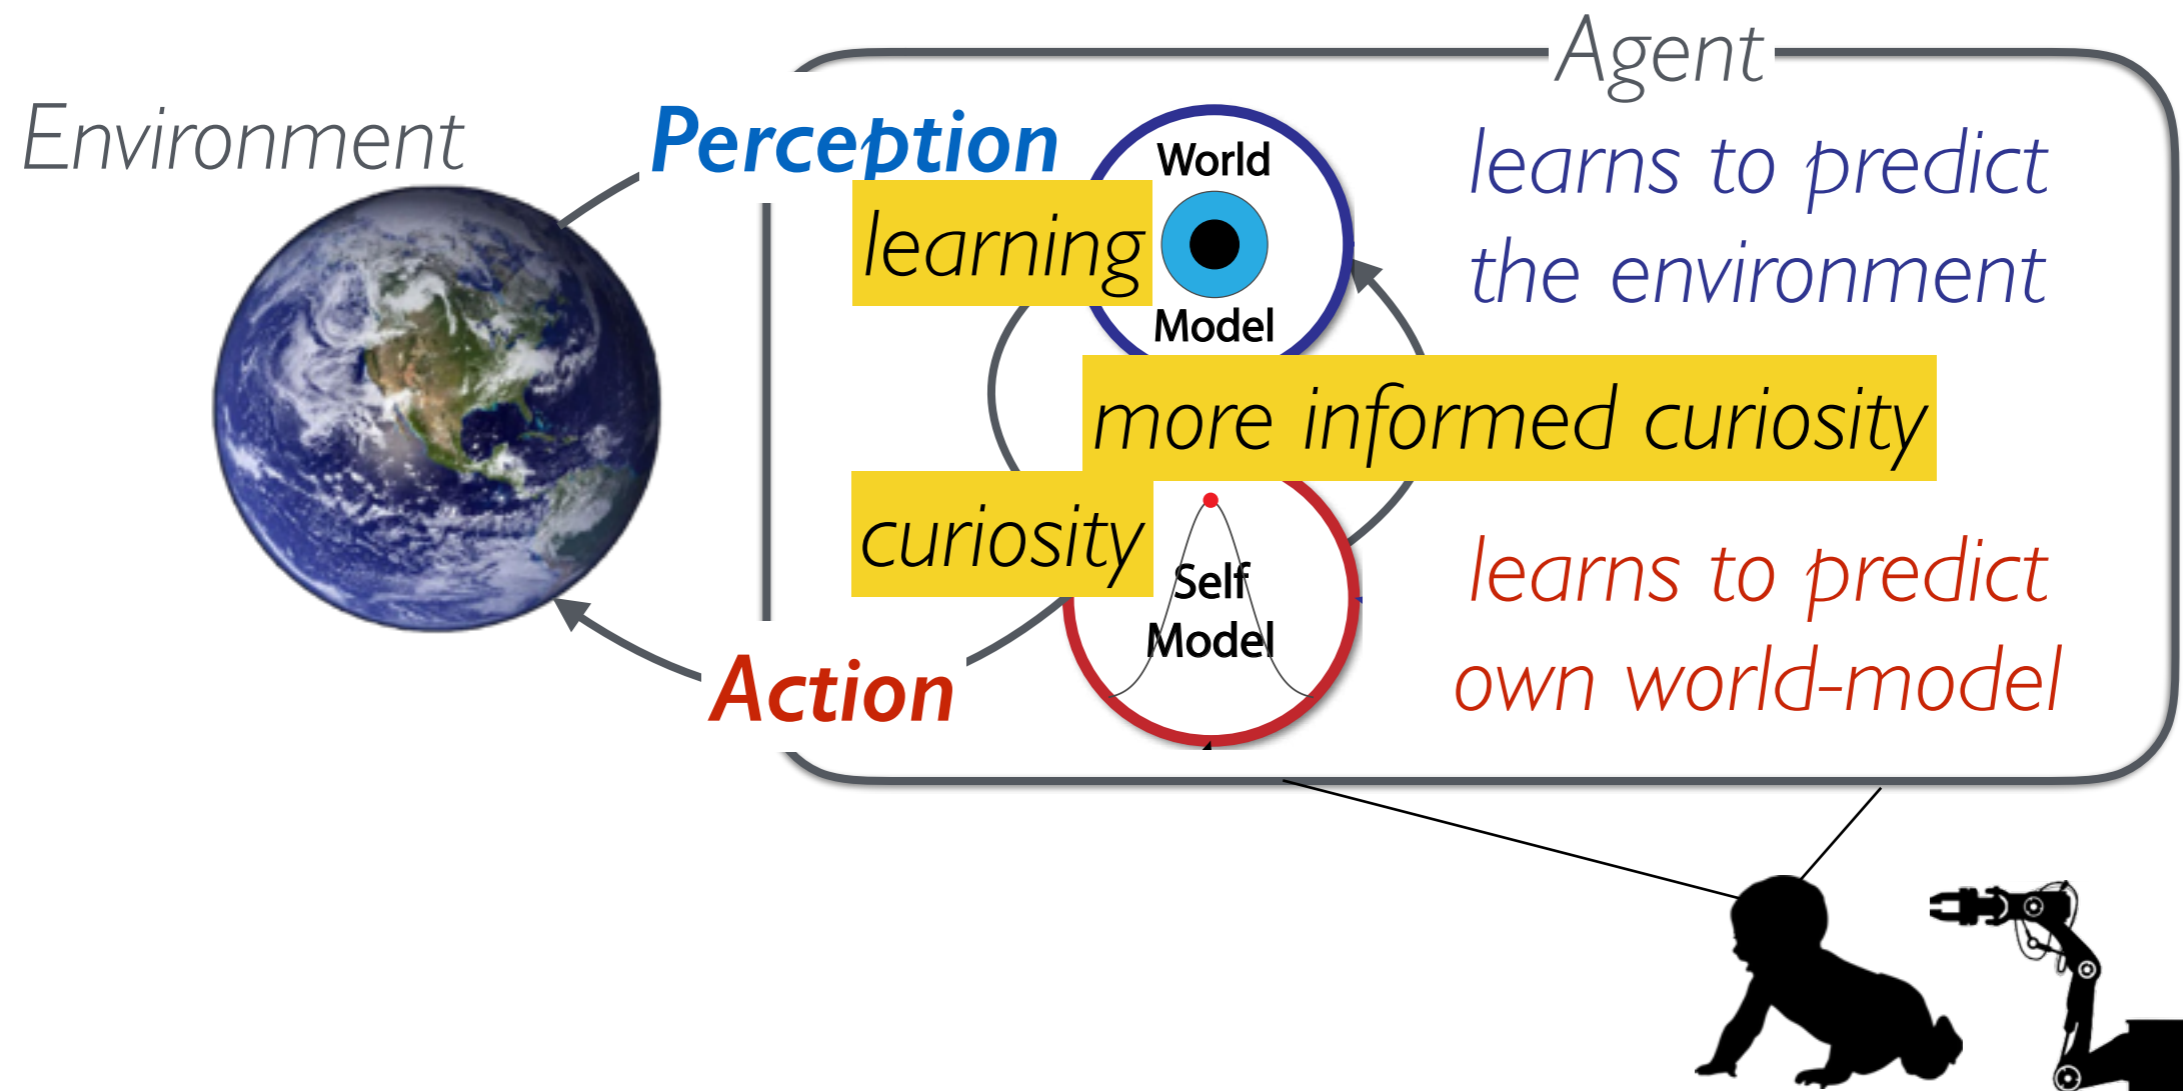 Agent
Environment
Perception
World
Model
learning
learns to predict
the environment
more informed curiosity
curiosity
Self
Model
learns to predict
own world-model
Action